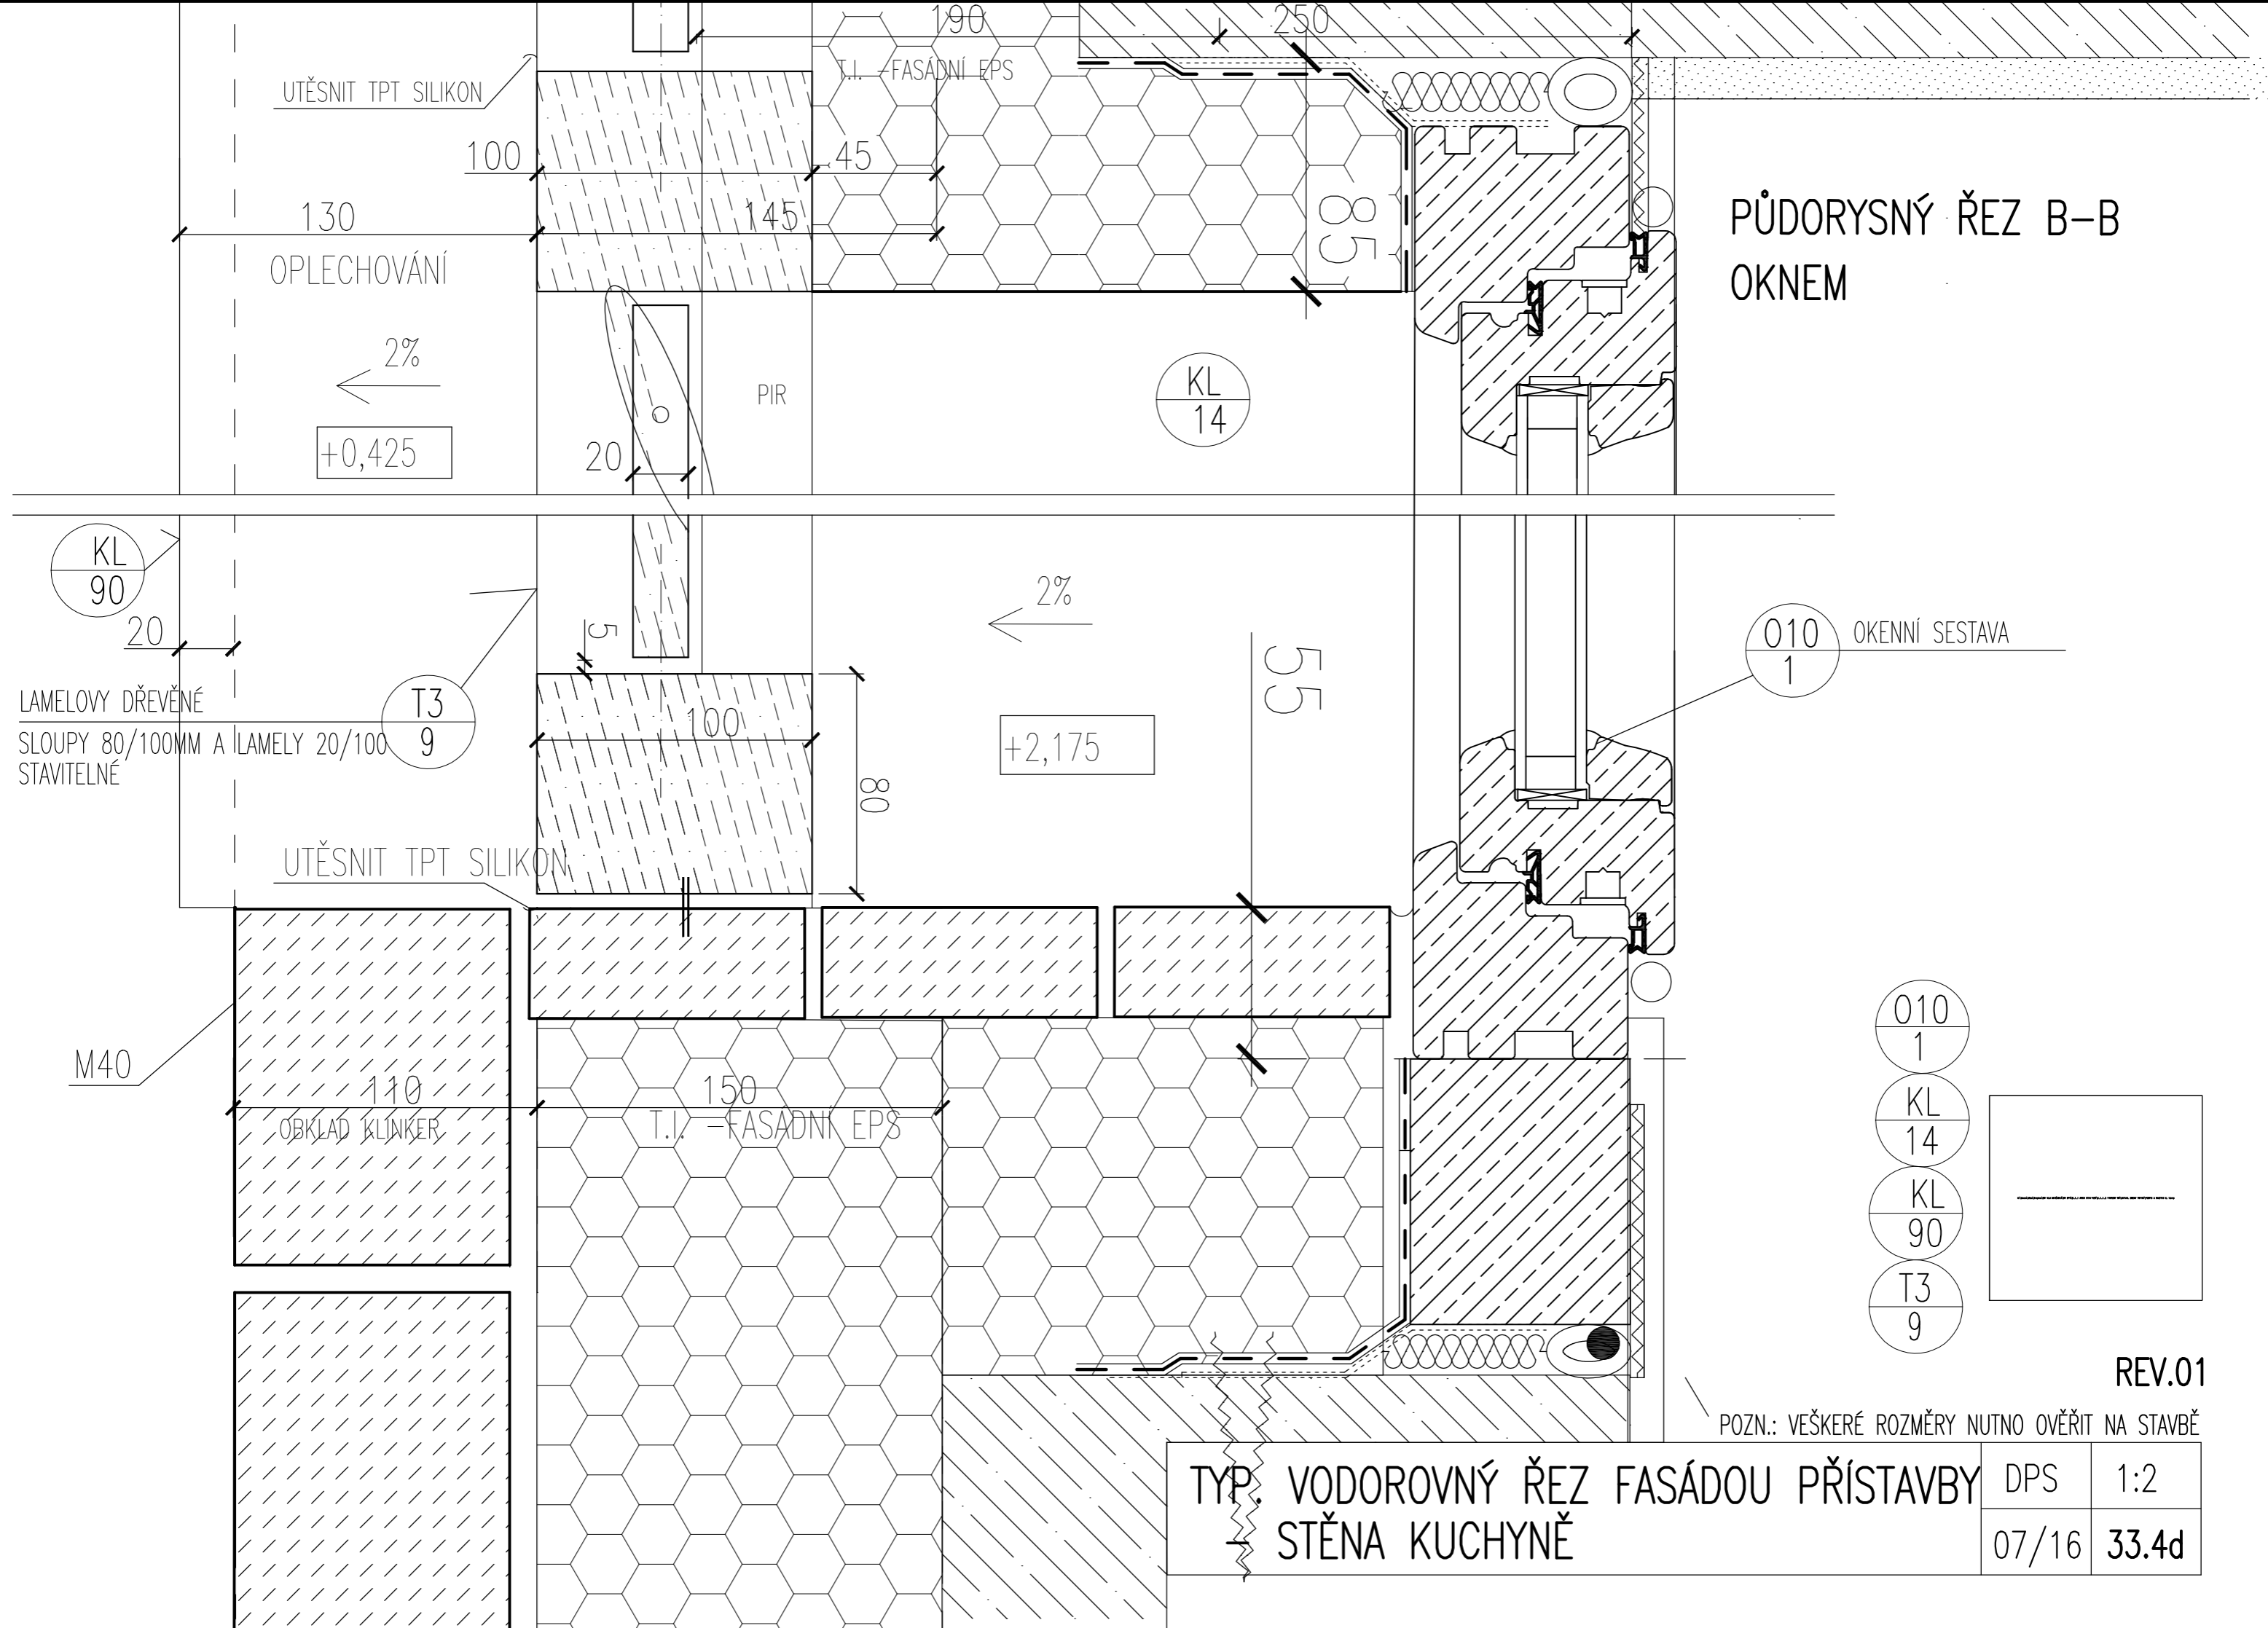 190
250
T.I. -FASÁDNÍ EPS
UTĚSNIT TPT SILIKON
100
45
130
145
85
OPLECHOVÁNÍ
PŮDORYSNÝ ŘEZ B-B
OKNEM
2%
PIR
KL
14
+0,425
20
KL
90
20
5
2%
55
O10
1
OKENNÍ SESTAVA
LAMELOVY DŘEVĚNÉ
SLOUPY 80/100MM A LAMELY 20/100
STAVITELNÉ
T3
9
100
80
+2,175
UTĚSNIT TPT SILIKON
M40
110
OBKLAD KLINKER
150
T.I. -FASÁDNÍ EPS
O10
1
KL
14
KL
90
T3
9
REV.01
POZN.: VEŠKERÉ ROZMĚRY NUTNO OVĚŘIT NA STAVBĚ
TYP. VODOROVNÝ ŘEZ FASÁDOU PŘÍSTAVBY
- STĚNA KUCHYNĚ
DPS
1:2
07/16
33.4d